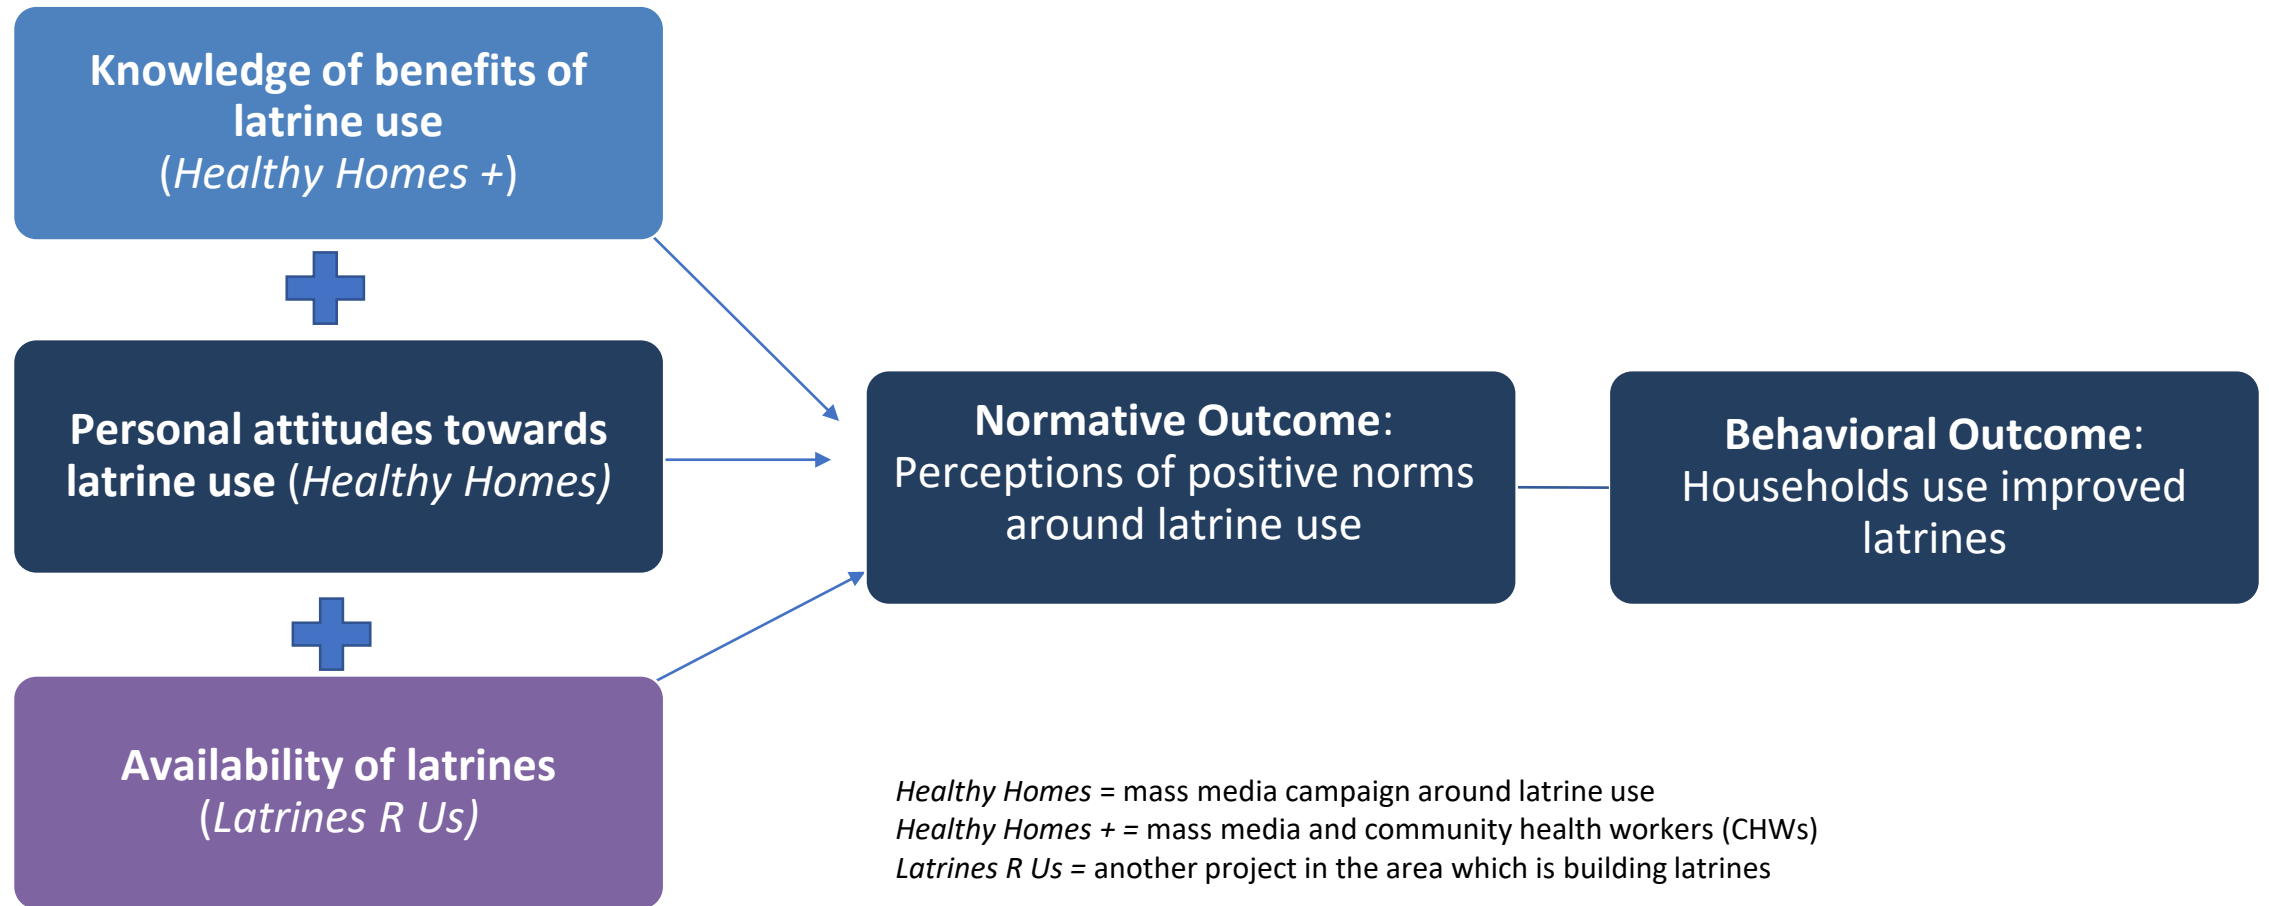 Knowledge of benefits of
latrine use
(Healthy Homes +)
Personal attitudes towards
latrine use (Healthy Homes)
Availability of latrines
(Latrines R Us)
Normative Outcome:
Perceptions of positive norms
around latrine use
Behavioral Outcome:
Households use improved
latrines
Healthy Homes = mass media campaign around latrine use
Healthy Homes + = mass media and community health workers (CHWs)
Latrines R Us = another project in the area which is building latrines